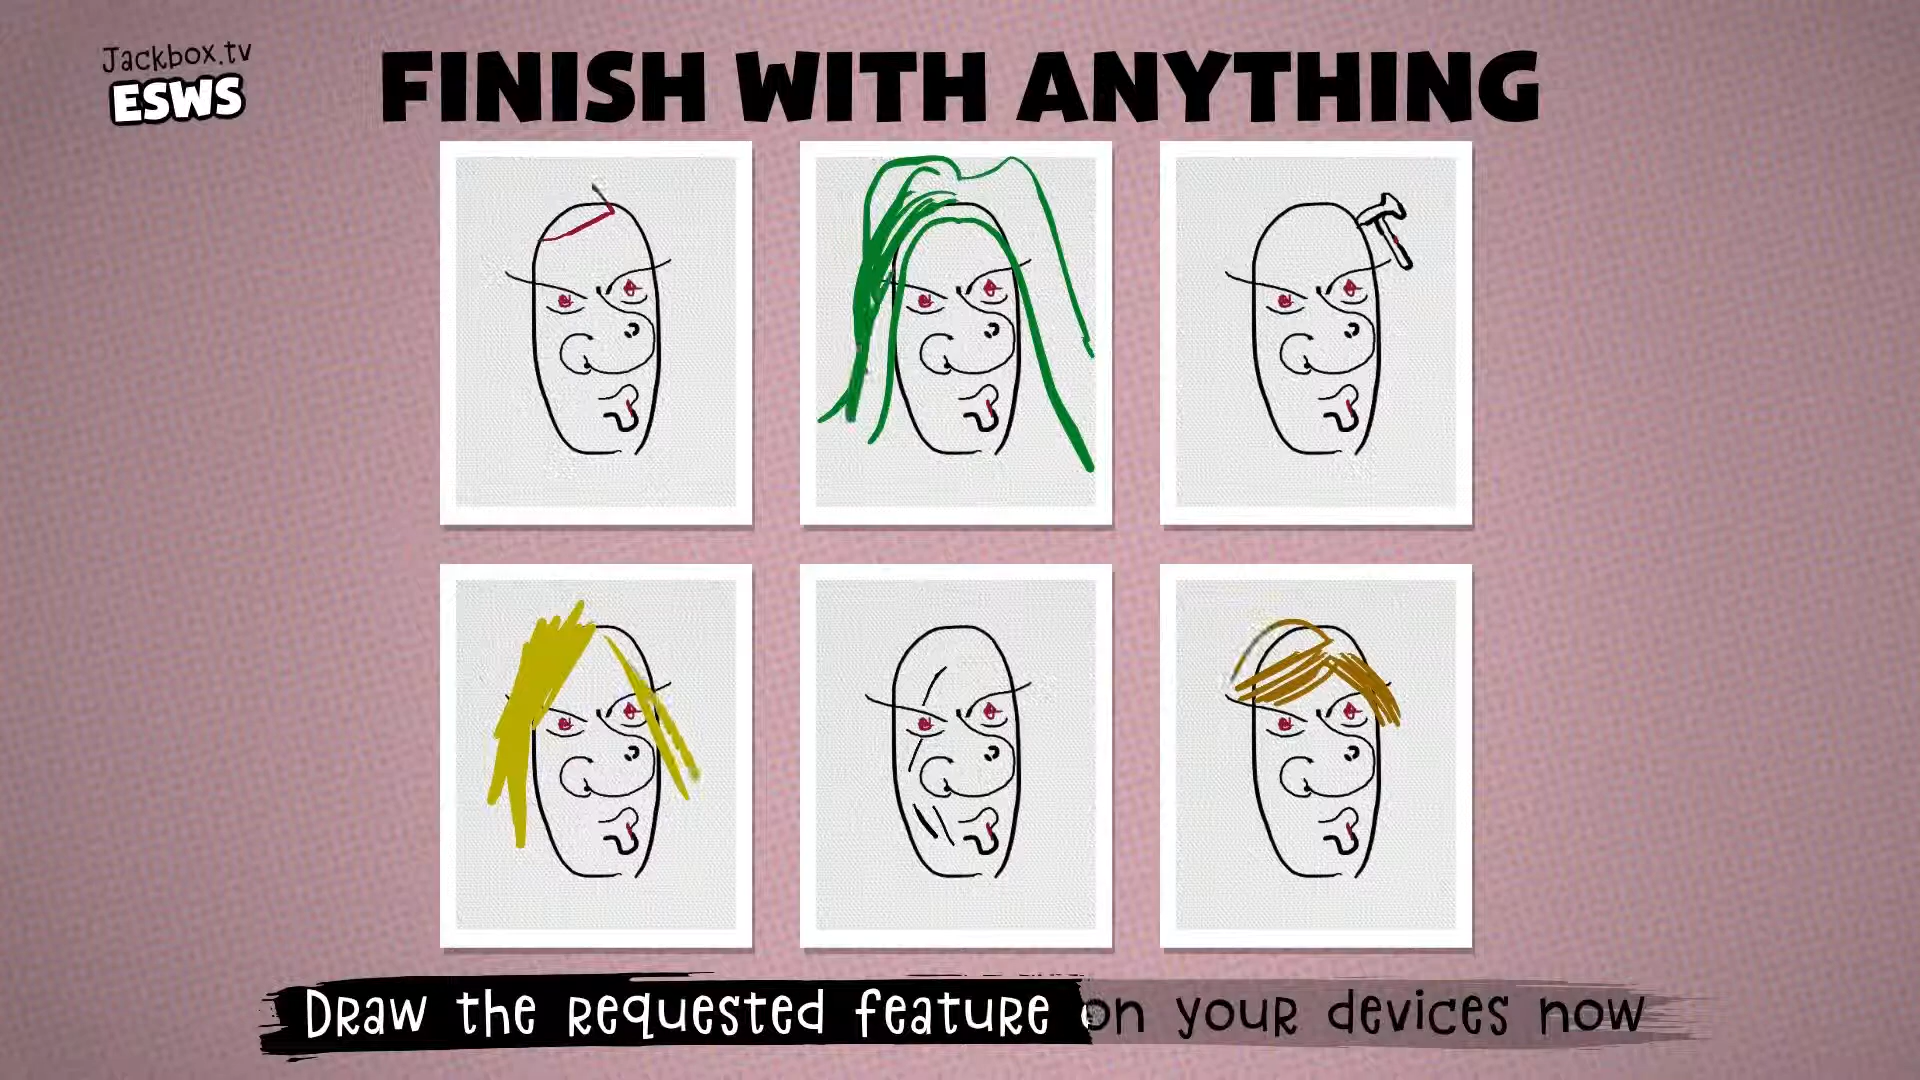 Jackbox.tv
ESWS
FINISH WITH ANYTHING
Draw the requested feature on your devices now